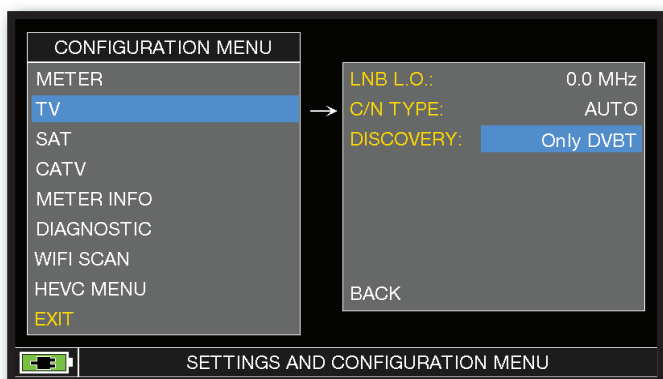 CONFIGURATION MENU
METER
TV
SAT
CATV
METER INFO
DIAGNOSTIC
WIFI SCAN
HEVC MENU
EXIT
LNB L.O.: 0.0 MHz
C/N TYPE: AUTO
DISCOVERY: Only DVBT
BACK
SETTINGS AND CONFIGURATION MENU